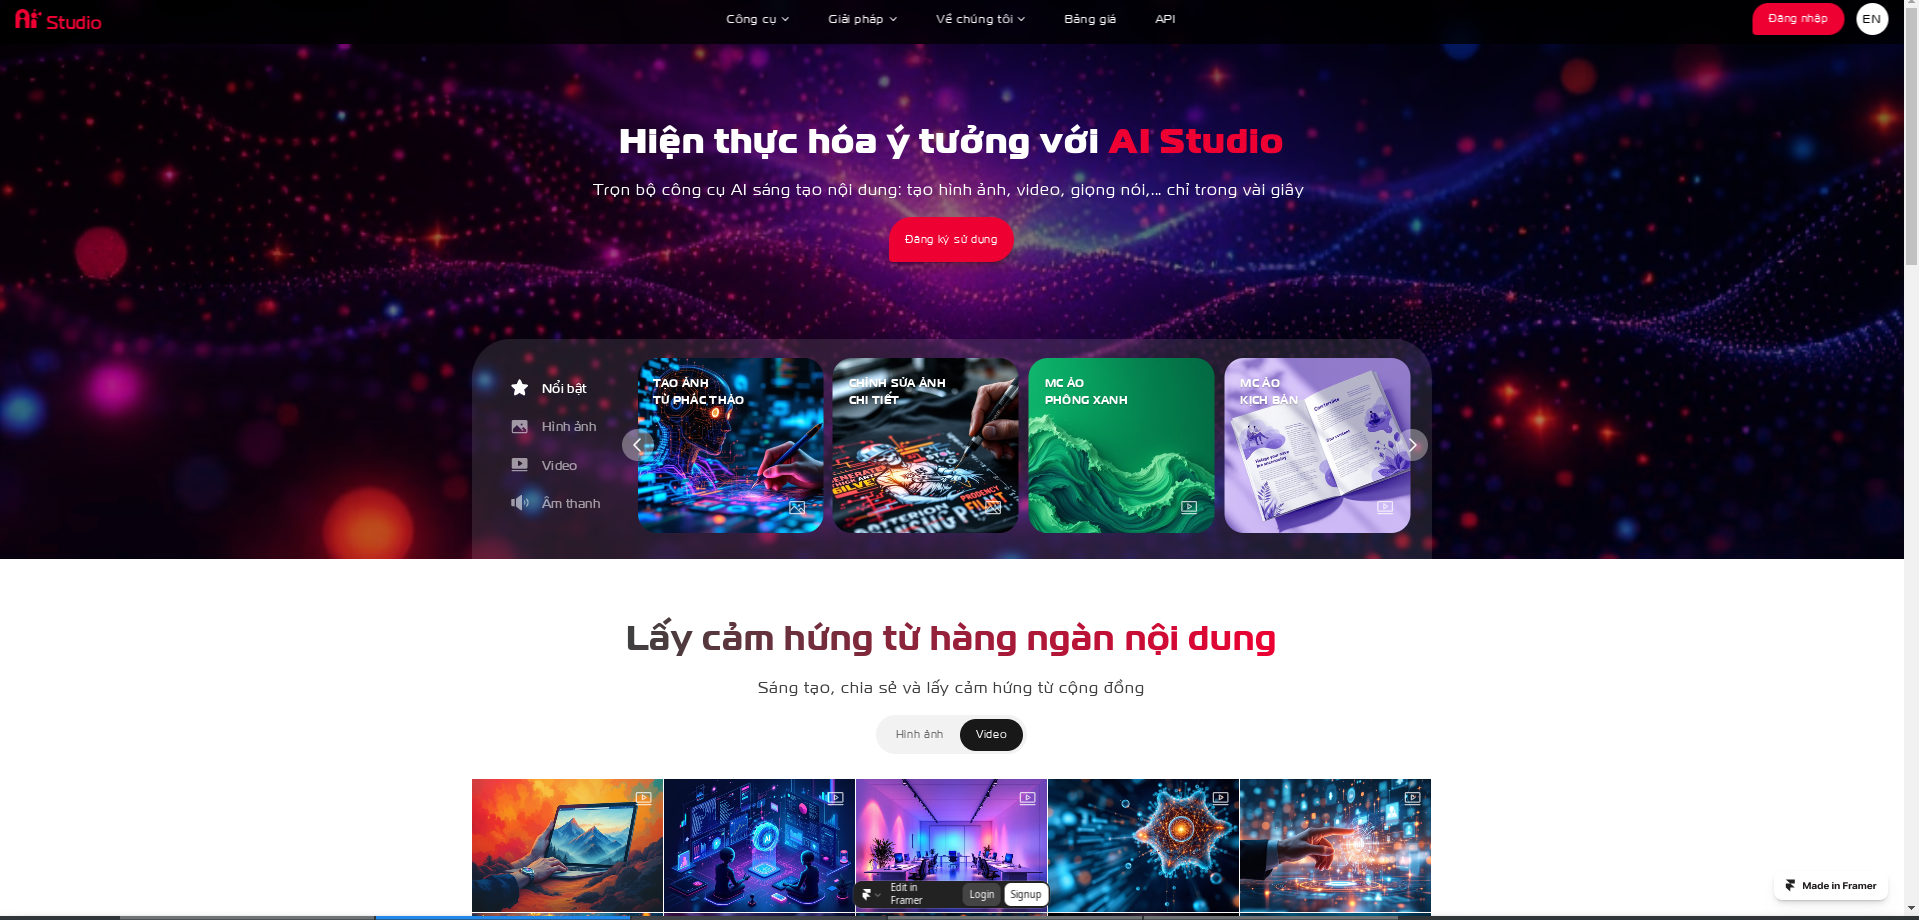 Ai Studio
Công cụ
Giải pháp
Về chúng tôi
Bảng giá
API
Đăng nhập
EN
Hiện thực hóa ý tưởng với AI Studio
Trọn bộ công cụ AI sáng tạo nội dung: tạo hình ảnh, video, giọng nói,... chỉ trong vài giây
Đăng ký sử dụng
Nổi bật
Hình ảnh
Video
Âm thanh
TẠO ẢNH
TỪ PHÁC THẢO
CHỈNH SỬA ẢNH
CHI TIẾT
MC ẢO
PHÔNG XANH
MC ẢO
KỊCH BẢN
Lấy cảm hứng từ hàng ngàn nội dung
Sáng tạo, chia sẻ và lấy cảm hứng từ cộng đồng
Hình ảnh
Video
Edit in
Framer
Login
Signup
Made in Framer